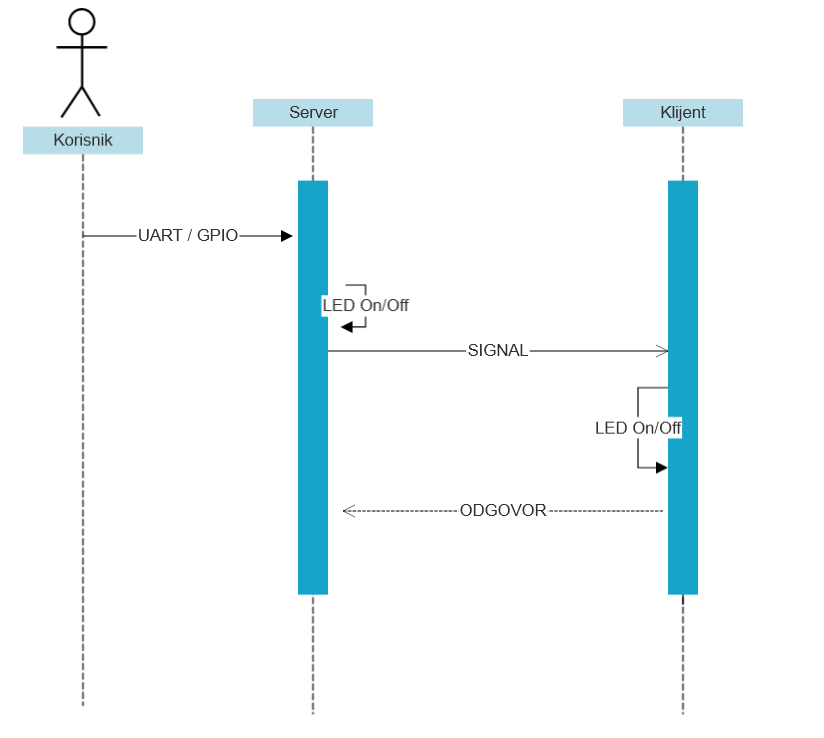 Server
Klijent
Korisnik
UART / GPIO
LED On/Off
SIGNAL
LED On/Off
ODGOVOR